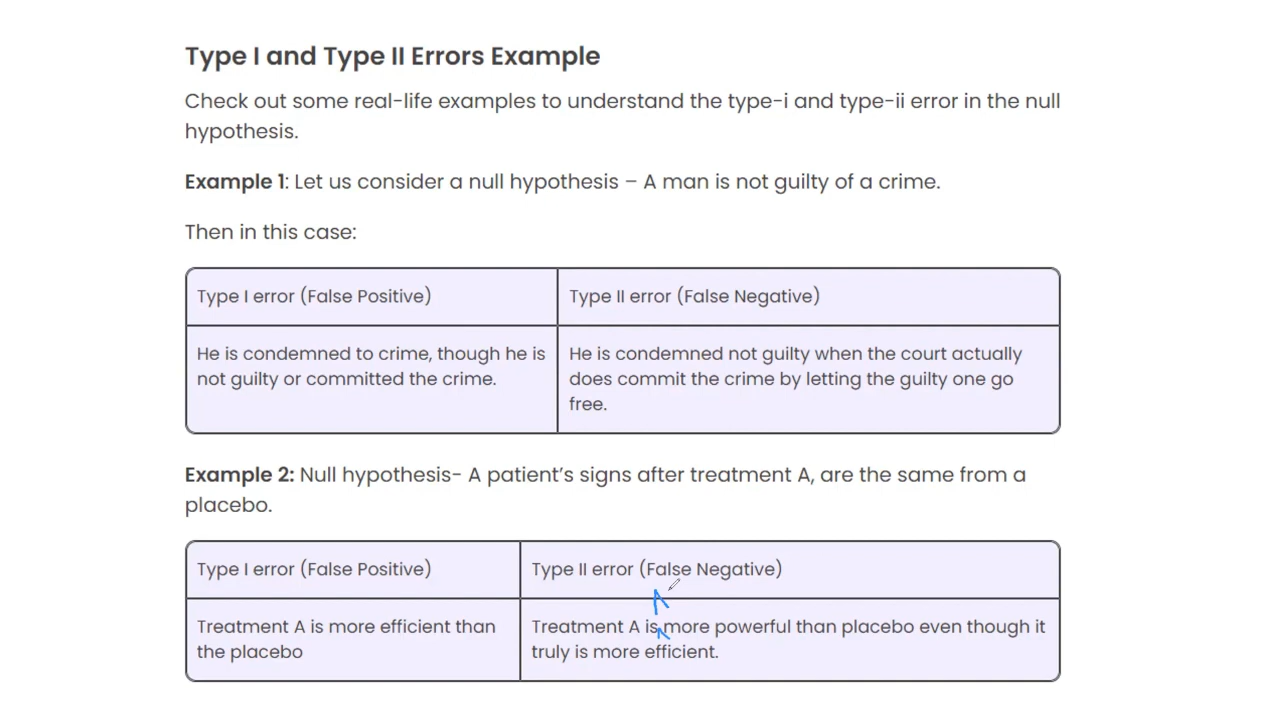 Type I and Type II Errors Example
Check out some real-life examples to understand the type-i and type-ii error in the null
hypothesis.
Example 1: Let us consider a null hypothesis – A man is not guilty of a crime.
Then in this case:
Type I error (False Positive)
Type II error (False Negative)
He is condemned to crime, though he is
not guilty or committed the crime.
He is condemned not guilty when the court actually
does commit the crime by letting the guilty one go
free.
Example 2: Null hypothesis- A patient’s signs after treatment A, are the same from a
placebo.
Type I error (False Positive)
Type II error (False Negative)
Treatment A is more efficient than
the placebo
Treatment A is more powerful than placebo even though it
truly is more efficient.